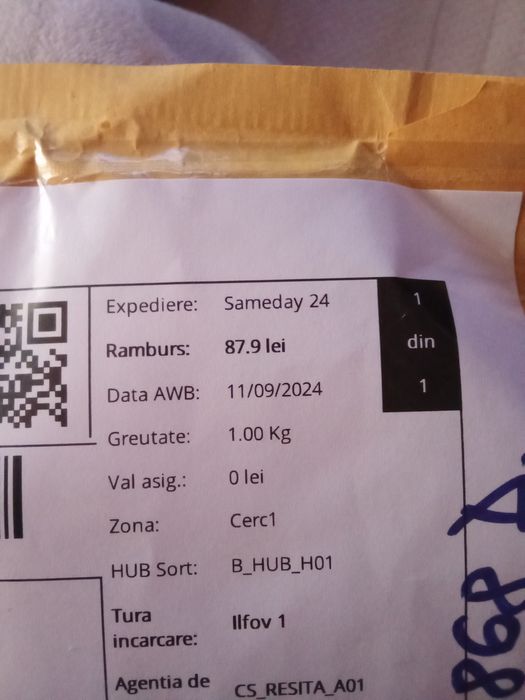 Expediere: Sameday 24
Ramburs: 87.9 lei
Data AWB: 11/09/2024
Greutate: 1.00 Kg
Val asig.: 0 lei
Zona: Cerc1
HUB Sort: B_HUB_H01
Tura
incarcare: Ilfov 1
Agentia de CS_RESITA_A01
1
din
1
868